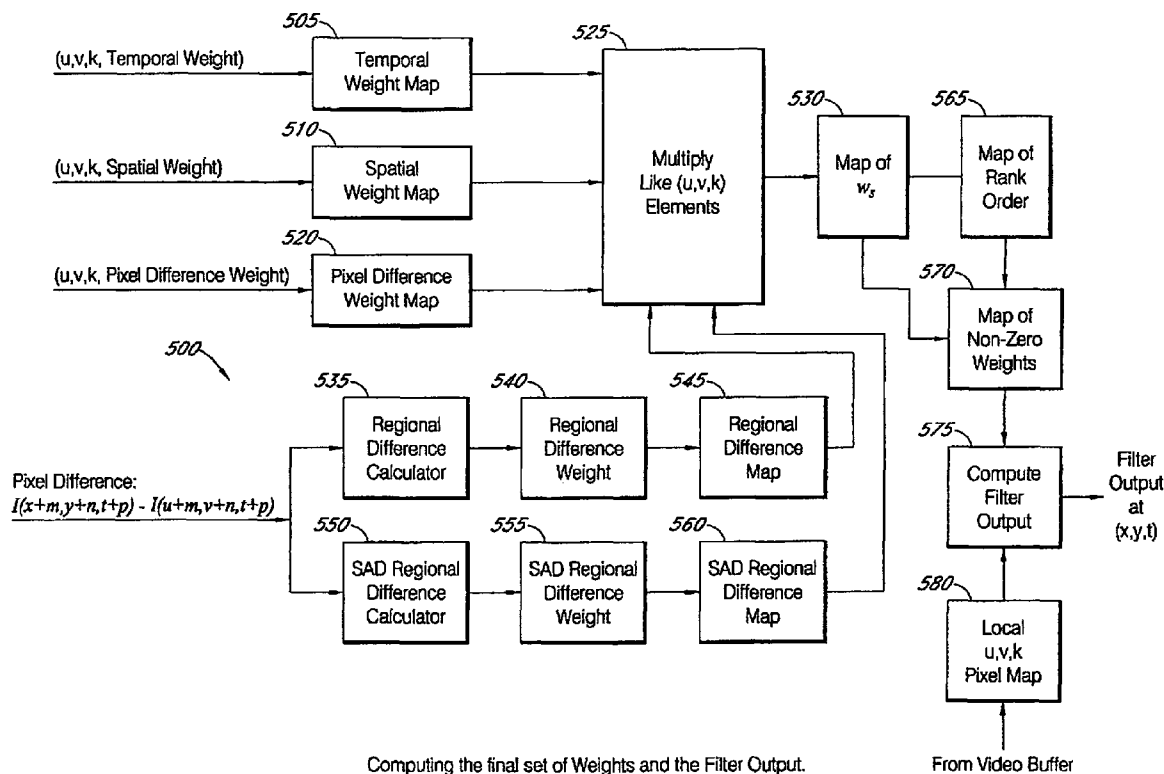 505
(u,v,k, Temporal Weight)
Temporal
Weight Map
510
(u,v,k, Spatial Weight)
Spatial
Weight Map
520
(u,v,k, Pixel Difference Weight)
Pixel Difference
Weight Map
525
Multiply
Like (u,v,k)
Elements
530
Map of
w_s
565
Map of
Rank
Order
570
Map of
Non-Zero
Weights
500
535
Regional
Difference
Calculator
540
Regional
Difference
Weight
545
Regional
Difference
Map
Pixel Difference:
I(x+m,y+n,t+p) - I(u+m,v+n,t+p)
550
SAD Regional
Difference
Calculator
555
SAD Regional
Difference
Weight
560
SAD Regional
Difference
Map
575
Compute
Filter
Output
Filter
Output
at
(x,y,t)
580
Local
u,v,k
Pixel Map
Computing the final set of Weights and the Filter Output.
From Video Buffer